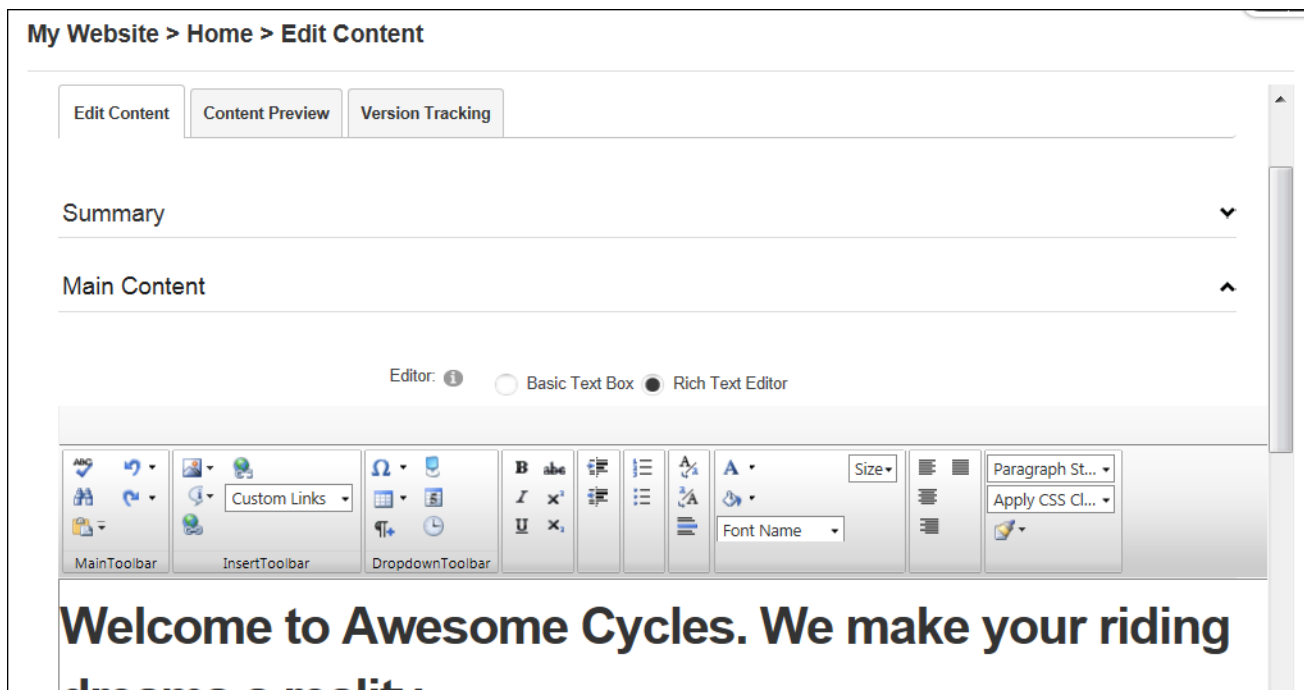 My Website > Home > Edit Content
Edit Content Content Preview Version Tracking
Summary
Main Content
Editor: Basic Text Box Rich Text Editor
Size Paragraph St...
Custom Links Apply CSS Cl...
Font Name
MainToolbar InsertToolbar DropdownToolbar
Welcome to Awesome Cycles. We make your riding
dreams a reality